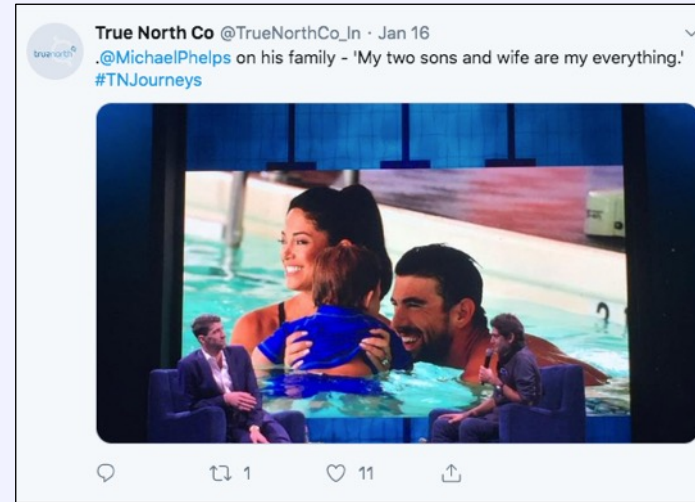 True North Co @TrueNorthCo_In · Jan 16
.@MichaelPhelps on his family - 'My two sons and wife are my everything.'
#TNJourneys
truenorth
1
11